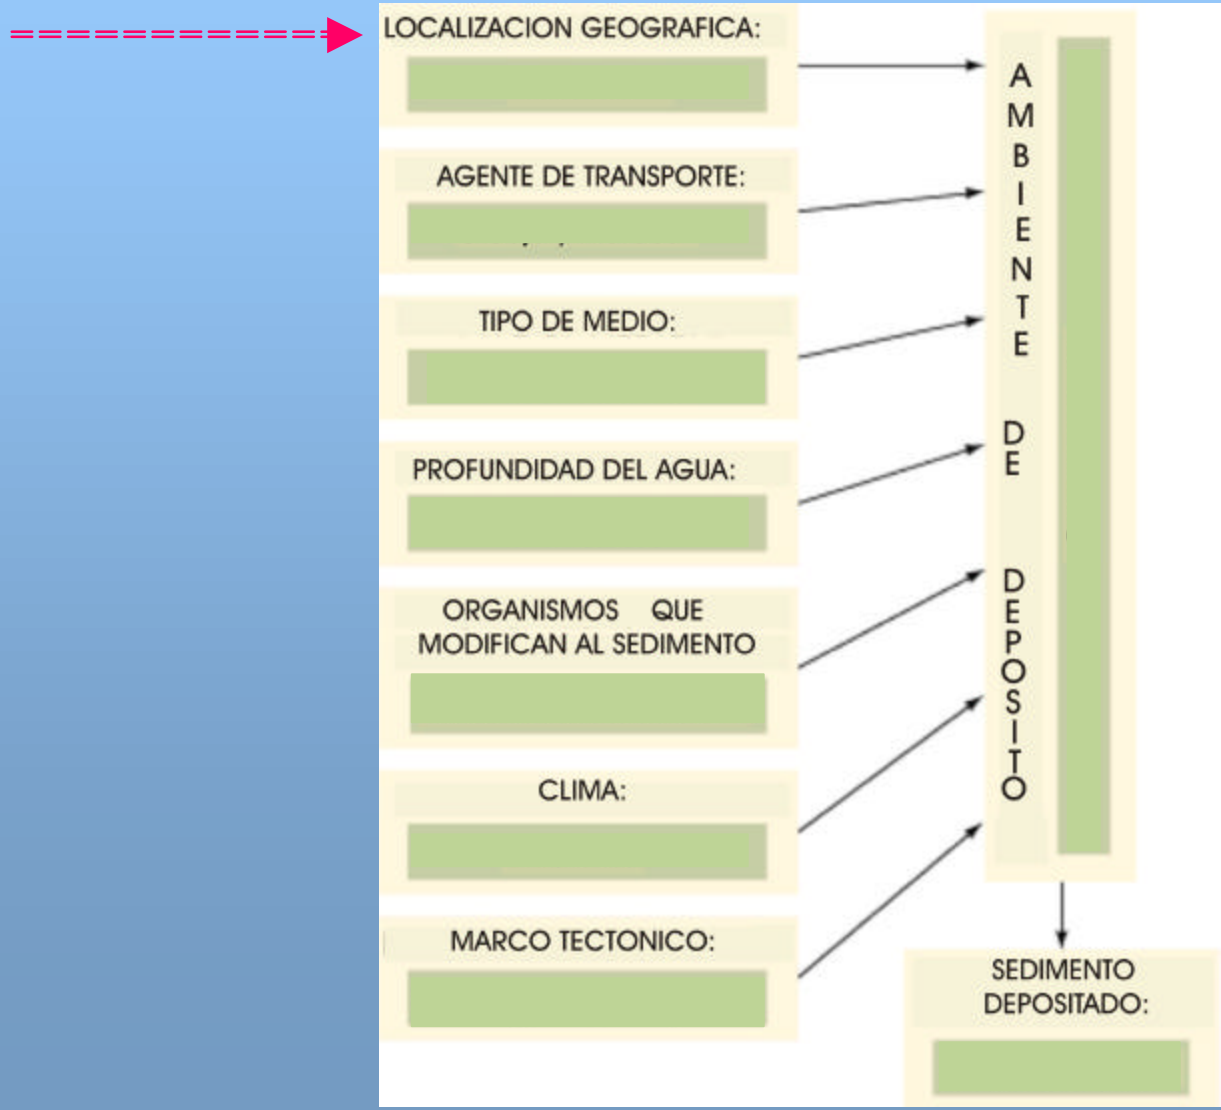 LOCALIZACION GEOGRAFICA:
AGENTE DE TRANSPORTE:
TIPO DE MEDIO:
PROFUNDIDAD DEL AGUA:
ORGANISMOS QUE
MODIFICAN AL SEDIMENTO
CLIMA:
MARCO TECTONICO:
AMBIENTE DE DEPOSITO
SEDIMENTO
DEPOSITADO: